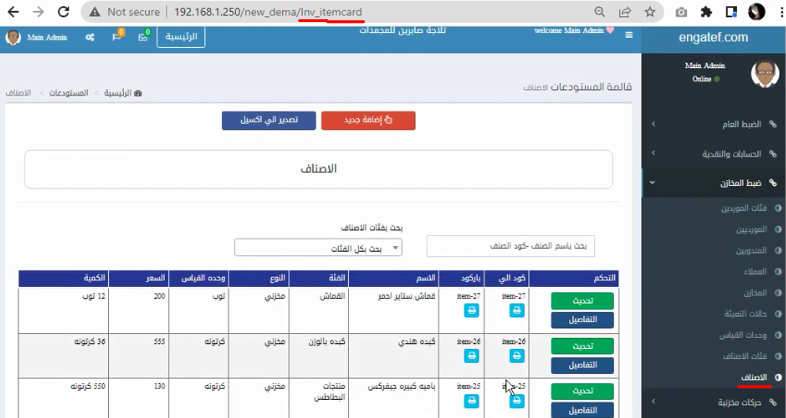 Not secure | 192.168.1.250/new_dema/Inv_itemcard
engatef.com
welcome Main Admin
ثلاجة صابرين للمجمدات
الرئيسية
Main Admin
Main Admin
Online
الضبط العام
الحسابات والنقدية
ضبط المخازن
فئات الموردين
الموردين
المندوبين
العملاء
المخازن
حالات التعبئة
وحدات القياس
فئات الاصناف
الاصناف
حركات مخزنية
قائمة المستودعات الاصناف
الرئيسية > المستودعات > الاصناف
إضافة جديد
تصدير الي اكسيل
الاصناف
بحث بفئات الاصناف
بحث باسم الصنف -كود الصنف
بحث بكل الفئات
التحكم كود الي باركود الاسم الفئة النوع وحده القياس السعر الكمية
تحديث item-27 item-27 قماش ستاير احمر القماش مخزني توب 200 12 توب
التفاصيل
تحديث item-26 item-26 كبده هندي كبده بالوزن مخزني كرتونه 555 36 كرتونه
التفاصيل
تحديث item-25 item-25 باميه كبيره جيفركس منتجات البطاطس مخزني كرتونه 130 550 كرتونه
التفاصيل